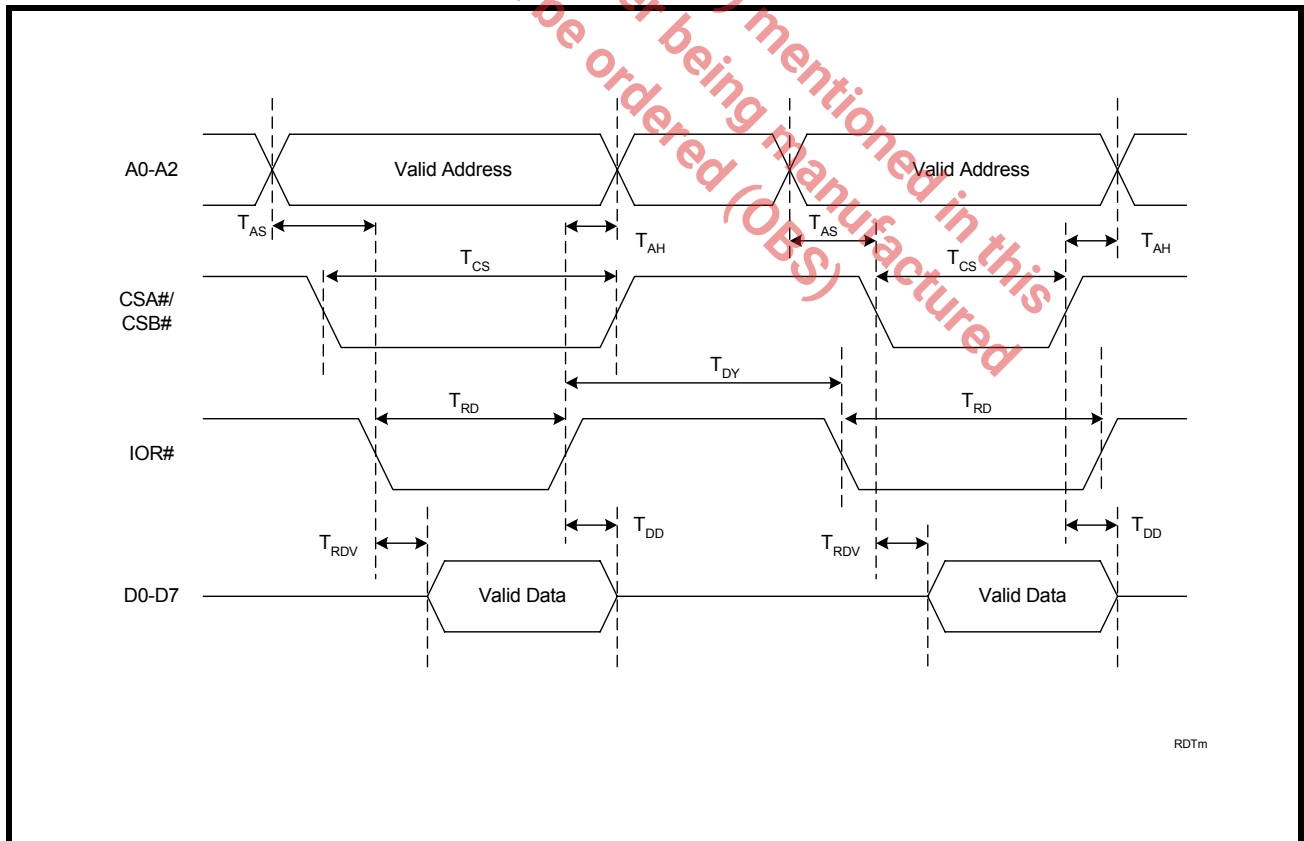 ) mentioned in this
er being manufactured
be ordered (OBS)
A0-A2
Valid Address
Valid Address
TAS
TAH
TAS
TAH
TCS
TCS
CSA#/
CSB#
TDY
TRD
TRD
IOR#
TRDV
TDD
TRDV
TDD
D0-D7
Valid Data
Valid Data
RDTm